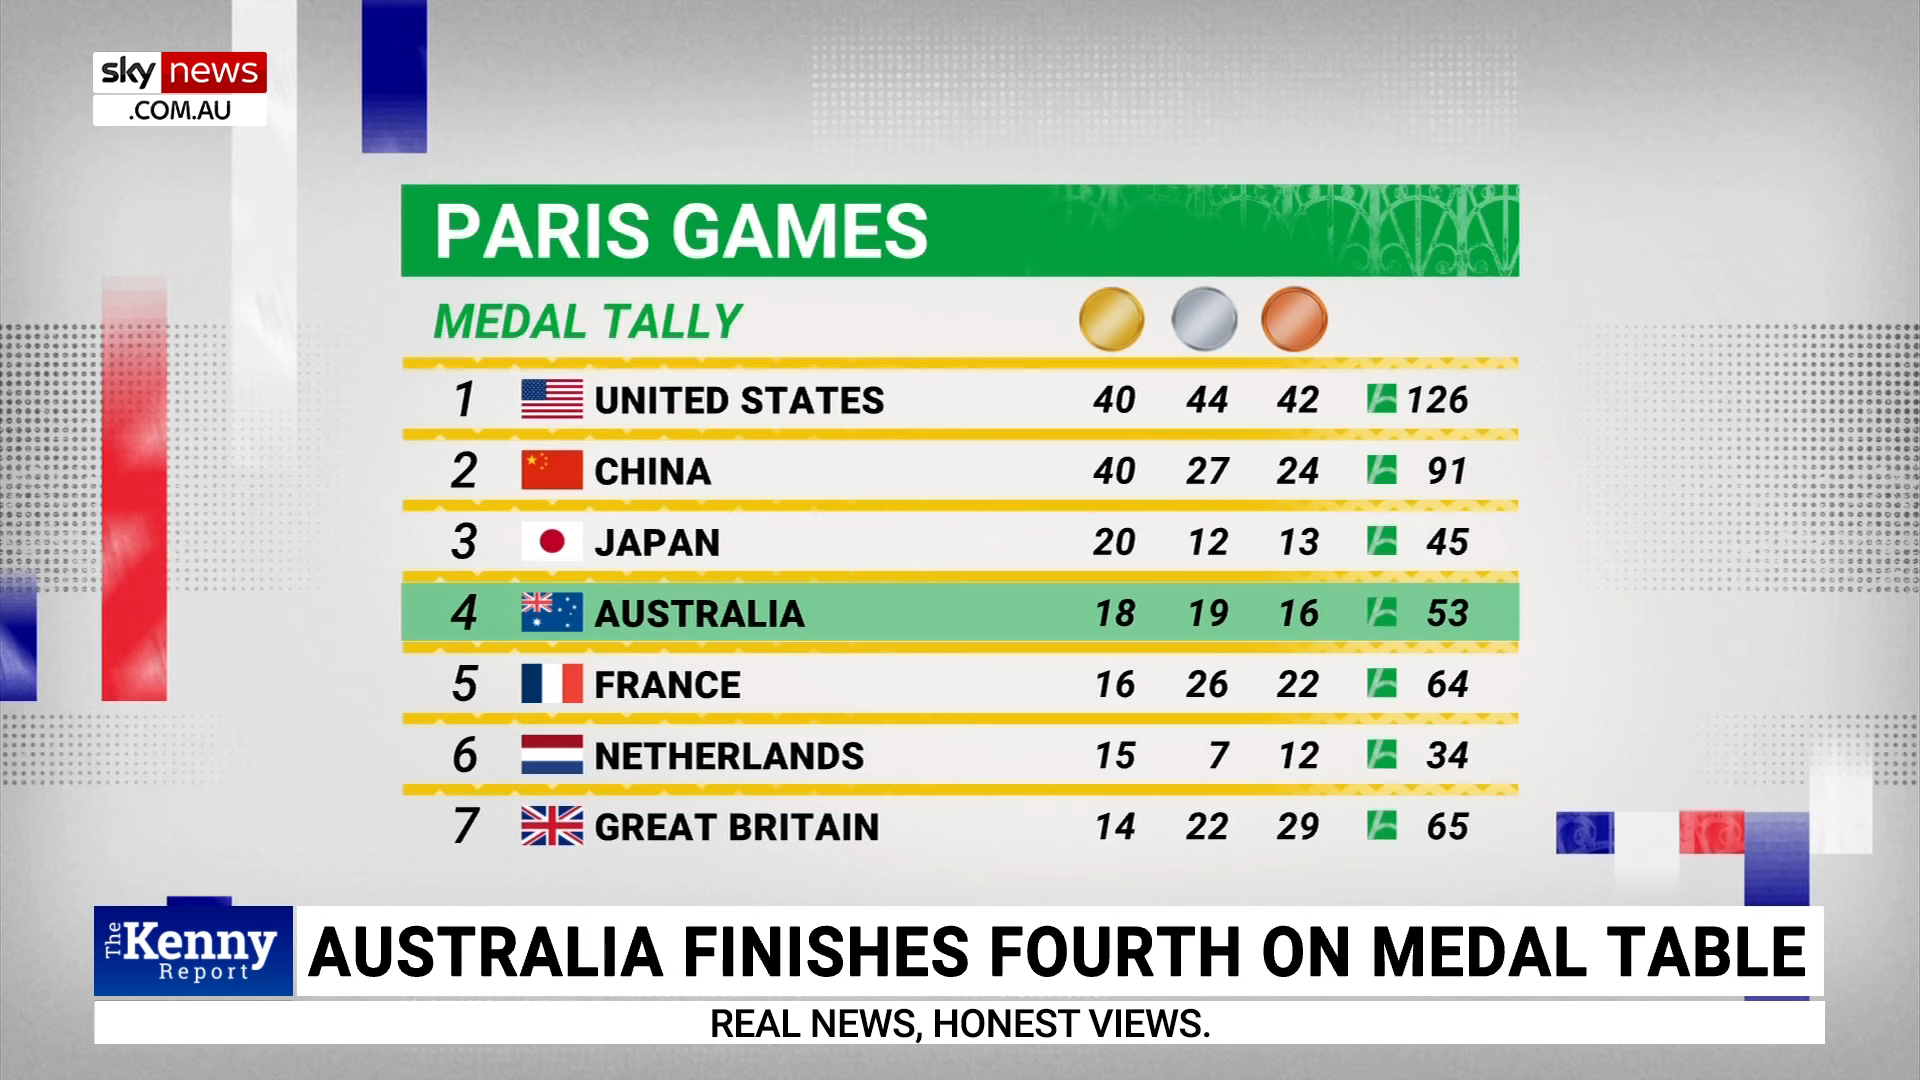 sky news
.COM.AU
PARIS GAMES
MEDAL TALLY
1 UNITED STATES 40 44 42 126
2 CHINA 40 27 24 91
3 JAPAN 20 12 13 45
4 AUSTRALIA 18 19 16 53
5 FRANCE 16 26 22 64
6 NETHERLANDS 15 7 12 34
7 GREAT BRITAIN 14 22 29 65
The Kenny Report
AUSTRALIA FINISHES FOURTH ON MEDAL TABLE
REAL NEWS, HONEST VIEWS.